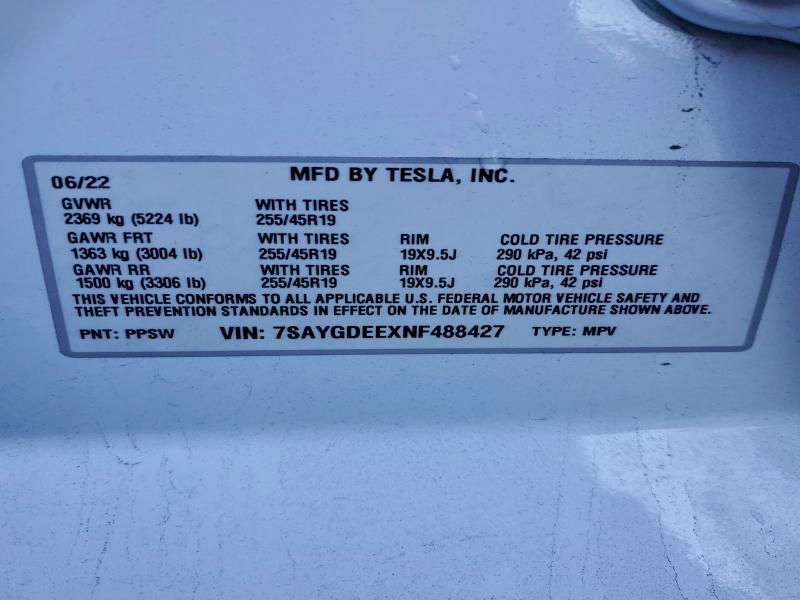 06/22 MFD BY TESLA, INC.
GVWR WITH TIRES
2369 kg (5224 lb) 255/45R19
GAWR FRT WITH TIRES RIM COLD TIRE PRESSURE
1363 kg (3004 lb) 255/45R19 19X9.5J 290 kPa, 42 psi
GAWR RR WITH TIRES RIM COLD TIRE PRESSURE
1500 kg (3306 lb) 255/45R19 19X9.5J 290 kPa, 42 psi
THIS VEHICLE CONFORMS TO ALL APPLICABLE U.S. FEDERAL MOTOR VEHICLE SAFETY AND
THEFT PREVENTION STANDARDS IN EFFECT ON THE DATE OF MANUFACTURE SHOWN ABOVE.
PNT: PPSW VIN: 7SAYGDEEXNF488427 TYPE: MPV